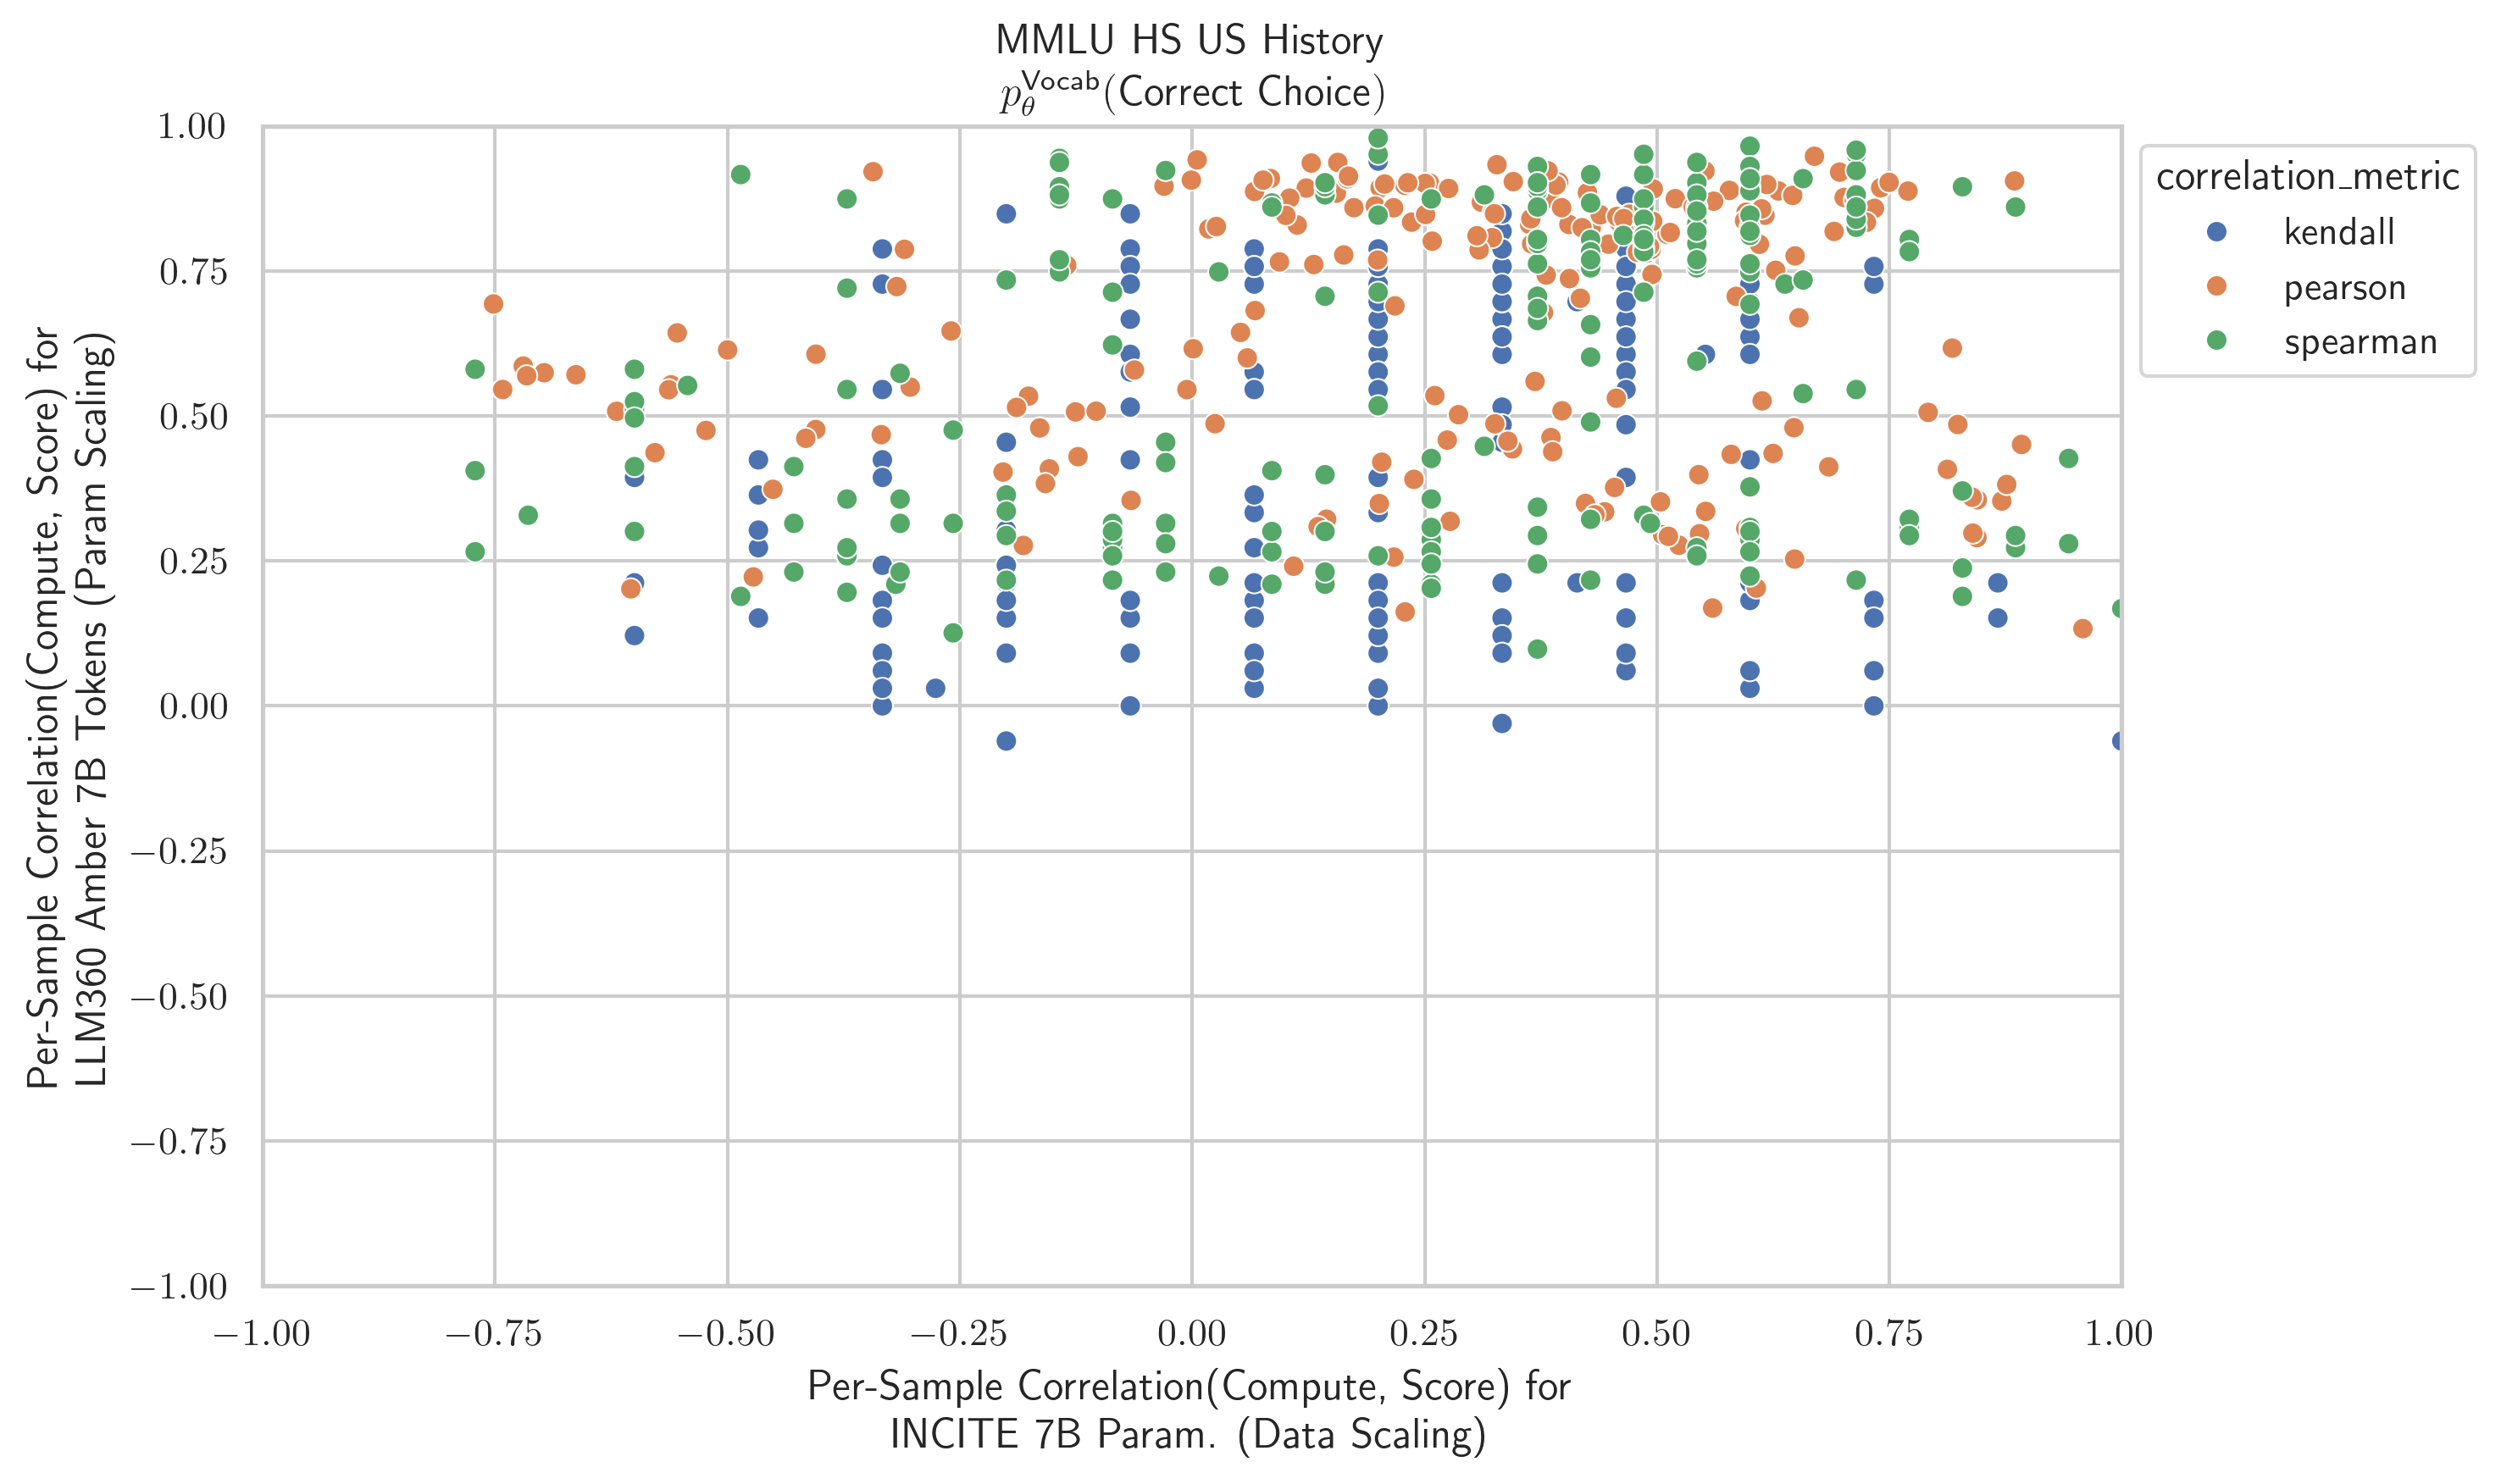 MMLU HS US History
p_θ^Vocab(Correct Choice)
1.00
0.75
0.50
0.25
0.00
−0.25
−0.50
−0.75
−1.00
Per-Sample Correlation(Compute, Score) for
LLM360 Amber 7B Tokens (Param Scaling)
−1.00
−0.75
−0.50
−0.25
0.00
0.25
0.50
0.75
1.00
Per-Sample Correlation(Compute, Score) for
INCITE 7B Param. (Data Scaling)
correlation_metric
kendall
pearson
spearman